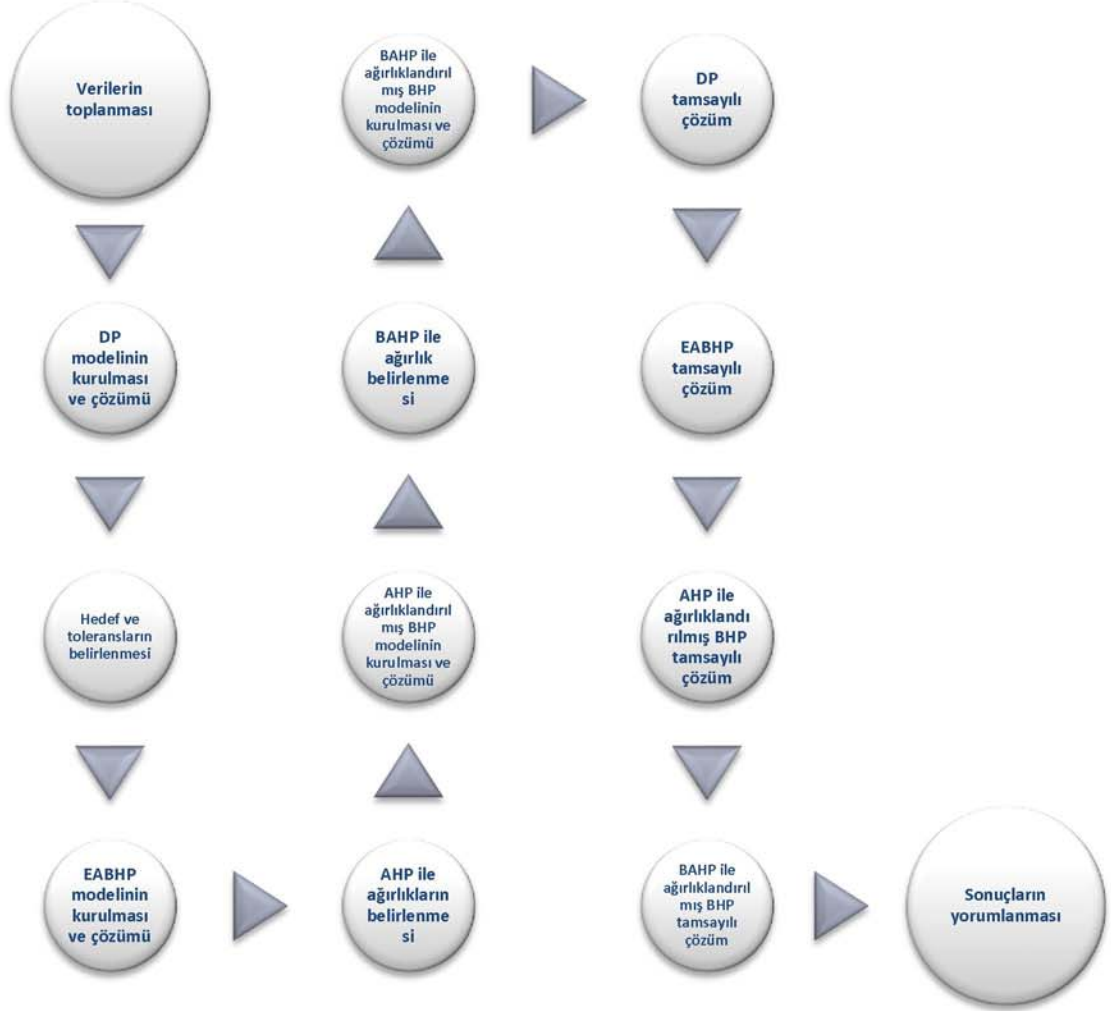 Verilerin
toplanması
DP
modelinin
kurulması
ve çözümü
Hedef ve
toleransların
belirlenmesi
EABHP
modelinin
kurulması
ve çözümü
AHP ile
ağırlıkların
belirlenme
si
AHP ile
ağırlıklandırıl
mış BHP
modelinin
kurulması ve
çözümü
BAHP ile
ağırlık
belirlenme
si
BAHP ile
ağırlıklandırıl
mış BHP
modelinin
kurulması ve
çözümü
DP
tamsayılı
çözüm
EABHP
tamsayılı
çözüm
AHP ile
ağırlıklandı
rılmış BHP
tamsayılı
çözüm
BAHP ile
ağırlıklandırıl
mış BHP
tamsayılı
çözüm
Sonuçların
yorumlanması